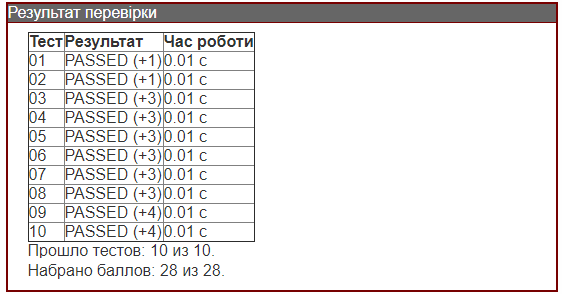 Результат перевірки
Тест Результат Час роботи
01 PASSED (+1) 0.01 с
02 PASSED (+1) 0.01 с
03 PASSED (+3) 0.01 с
04 PASSED (+3) 0.01 с
05 PASSED (+3) 0.01 с
06 PASSED (+3) 0.01 с
07 PASSED (+3) 0.01 с
08 PASSED (+3) 0.01 с
09 PASSED (+4) 0.01 с
10 PASSED (+4) 0.01 с
Прошло тестов: 10 из 10.
Набрано баллов: 28 из 28.